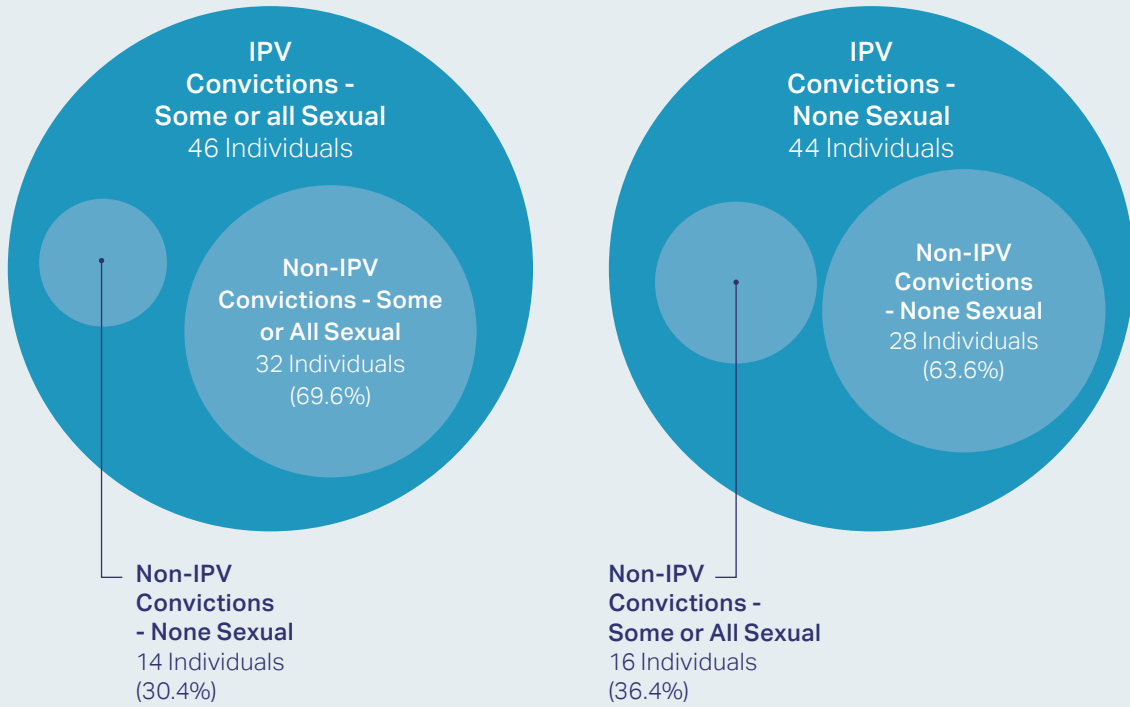 IPV
Convictions -
Some or all Sexual
46 Individuals
Non-IPV
Convictions - Some
or All Sexual
32 Individuals
(69.6%)
Non-IPV
Convictions
- None Sexual
14 Individuals
(30.4%)
IPV
Convictions -
None Sexual
44 Individuals
Non-IPV
Convictions
- None Sexual
28 Individuals
(63.6%)
Non-IPV
Convictions -
Some or All Sexual
16 Individuals
(36.4%)